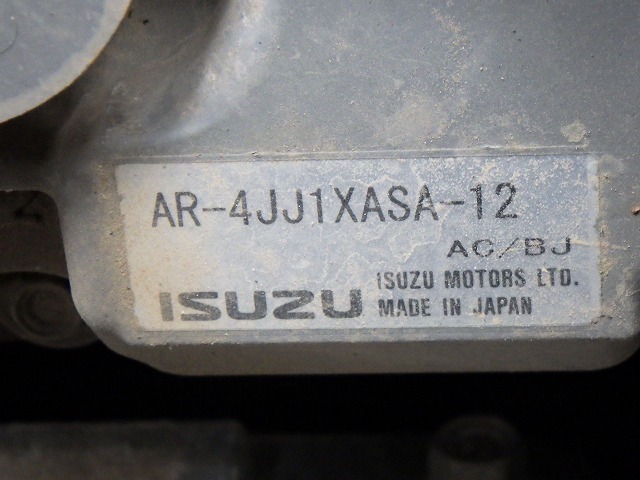 AR-4JJ1XASA-12
AC/BJ
ISUZU MOTORS LTD.
ISUZU MADE IN JAPAN